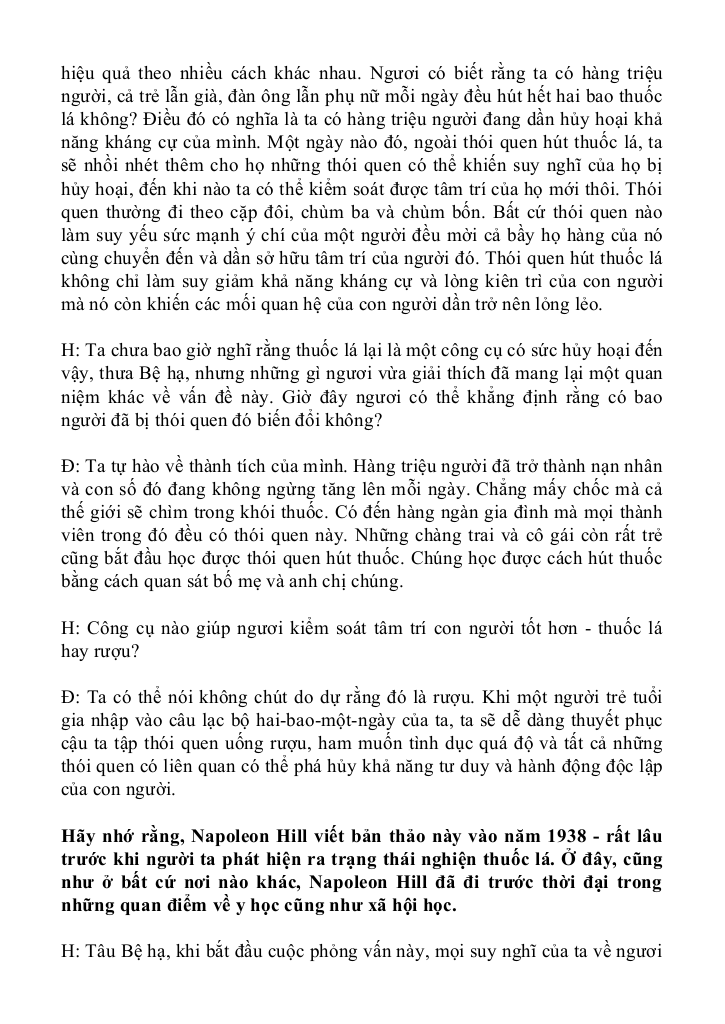 hiệu quả theo nhiều cách khác nhau. Ngươi có biết rằng ta có hàng triệu
người, cả trẻ lẫn già, đàn ông lẫn phụ nữ mỗi ngày đều hút hết hai bao thuốc
lá không? Điều đó có nghĩa là ta có hàng triệu người đang dần hủy hoại khả
năng kháng cự của mình. Một ngày nào đó, ngoài thói quen hút thuốc lá, ta
sẽ nhồi nhét thêm cho họ những thói quen có thể khiến suy nghĩ của họ bị
hủy hoại, đến khi nào ta có thể kiểm soát được tâm trí của họ mới thôi. Thói
quen thường đi theo cặp đôi, chùm ba và chùm bốn. Bất cứ thói quen nào
làm suy yếu sức mạnh ý chí của một người đều mời cả bầy họ hàng của nó
cùng chuyển đến và dần sở hữu tâm trí của người đó. Thói quen hút thuốc lá
không chỉ làm suy giảm khả năng kháng cự và lòng kiên trì của con người
mà nó còn khiến các mối quan hệ của con người dần trở nên lỏng lẻo.
H: Ta chưa bao giờ nghĩ rằng thuốc lá lại là một công cụ có sức hủy hoại đến
vậy, thưa Bệ hạ, nhưng những gì ngươi vừa giải thích đã mang lại một quan
niệm khác về vấn đề này. Giờ đây ngươi có thể khẳng định rằng có bao
người đã bị thói quen đó biến đổi không?
Đ: Ta tự hào về thành tích của mình. Hàng triệu người đã trở thành nạn nhân
và con số đó đang không ngừng tăng lên mỗi ngày. Chẳng mấy chốc mà cả
thế giới sẽ chìm trong khói thuốc. Có đến hàng ngàn gia đình mà mọi thành
viên trong đó đều có thói quen này. Những chàng trai và cô gái còn rất trẻ
cũng bắt đầu học được thói quen hút thuốc. Chúng học được cách hút thuốc
bằng cách quan sát bố mẹ và anh chị chúng.
H: Công cụ nào giúp ngươi kiểm soát tâm trí con người tốt hơn - thuốc lá
hay rượu?
Đ: Ta có thể nói không chút do dự rằng đó là rượu. Khi một người trẻ tuổi
gia nhập vào câu lạc bộ hai-bao-một-ngày của ta, ta sẽ dễ dàng thuyết phục
cậu ta tập thói quen uống rượu, ham muốn tình dục quá độ và tất cả những
thói quen có liên quan có thể phá hủy khả năng tư duy và hành động độc lập
của con người.
Hãy nhớ rằng, Napoleon Hill viết bản thảo này vào năm 1938 - rất lâu
trước khi người ta phát hiện ra trạng thái nghiện thuốc lá. Ở đây, cũng
như ở bất cứ nơi nào khác, Napoleon Hill đã đi trước thời đại trong
những quan điểm về y học cũng như xã hội học.
H: Tâu Bệ hạ, khi bắt đầu cuộc phỏng vấn này, mọi suy nghĩ của ta về ngươi